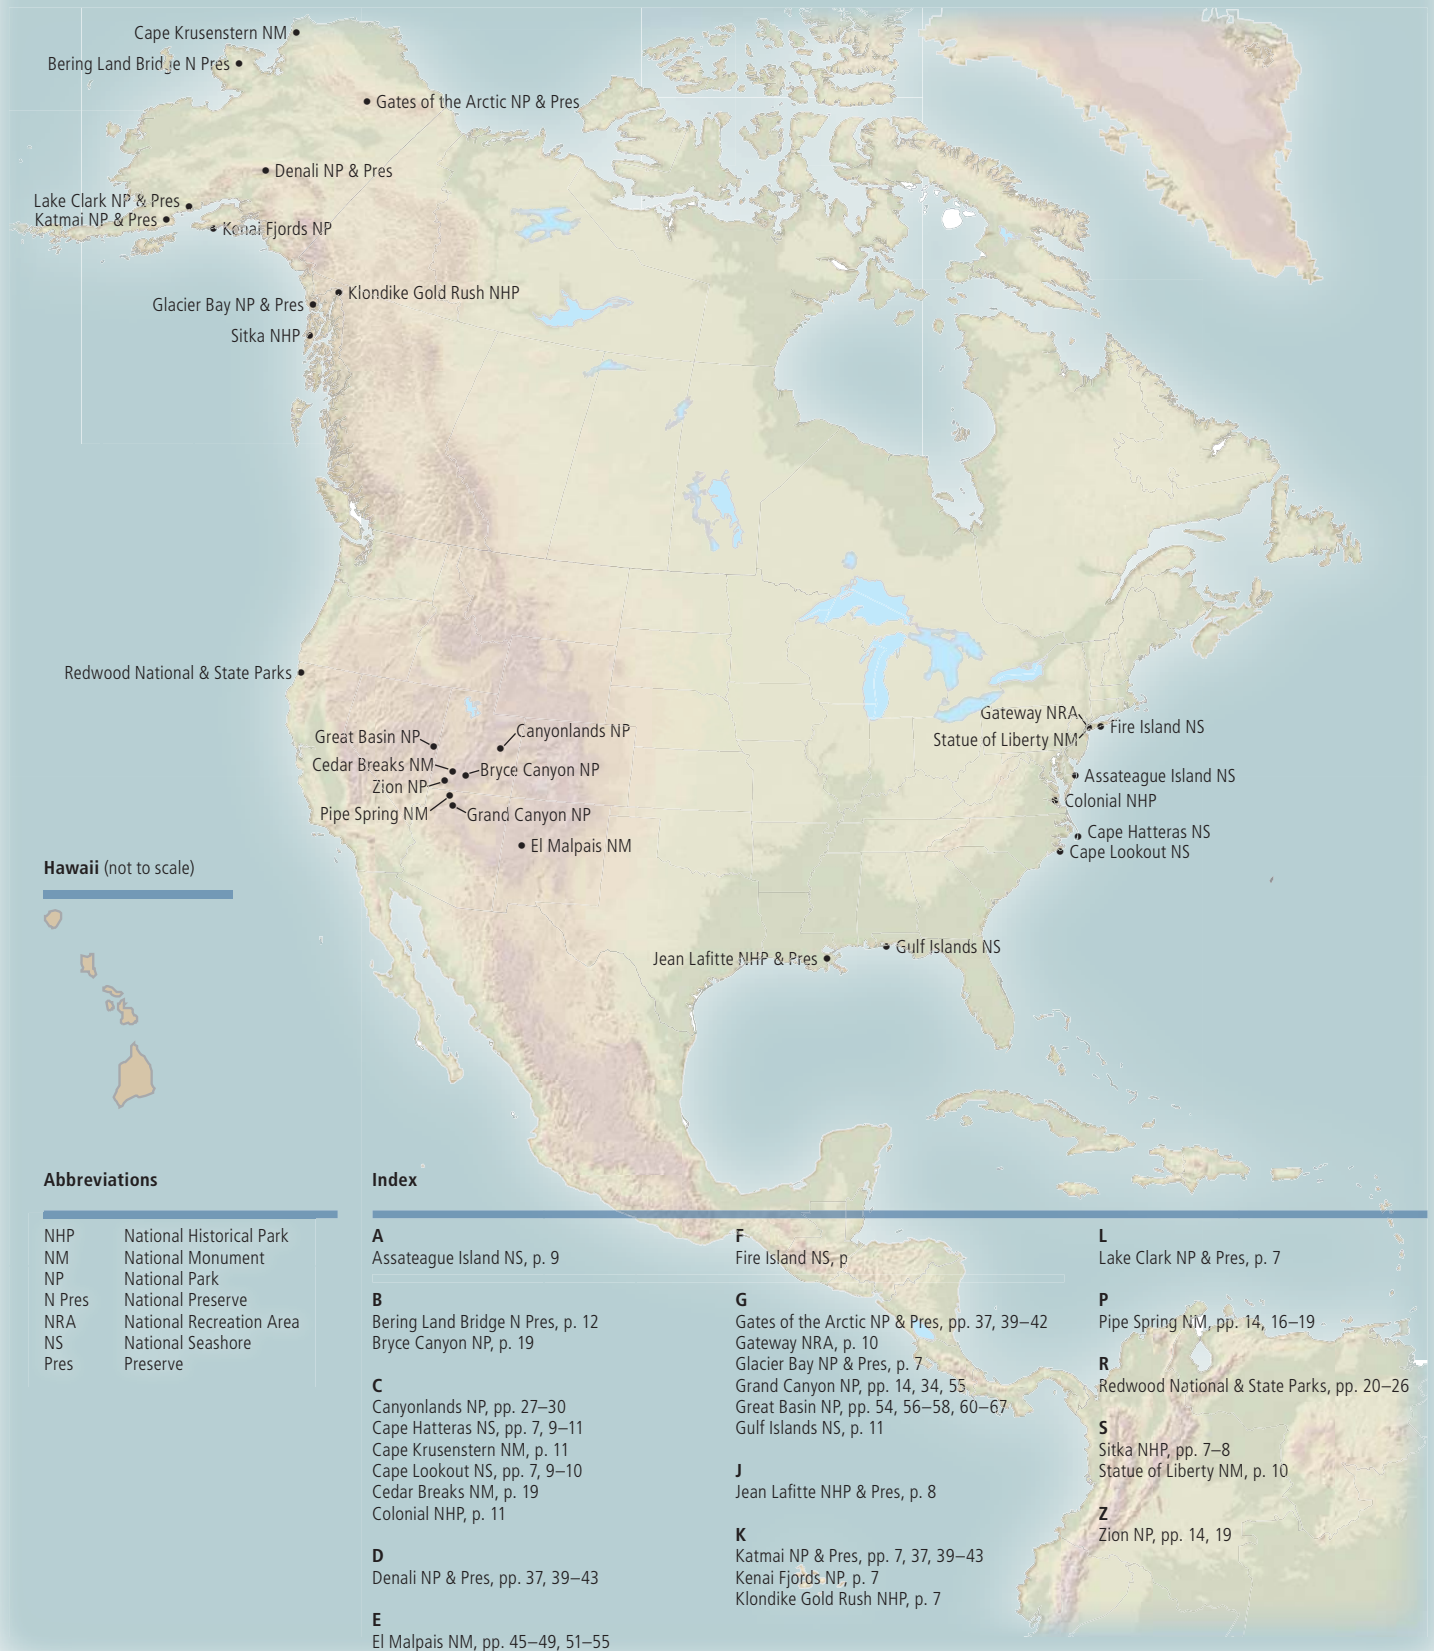 Cape Krusenstern NM
Bering Land Bridge N Pres
Gates of the Arctic NP & Pres
Denali NP & Pres
Lake Clark NP & Pres
Katmai NP & Pres
Kenai Fjords NP
Klondike Gold Rush NHP
Glacier Bay NP & Pres
Sitka NHP
Redwood National & State Parks
Gateway NRA
Fire Island NS
Statue of Liberty NM
Great Basin NP
Canyonlands NP
Cedar Breaks NM
Bryce Canyon NP
Zion NP
Pipe Spring NM
Grand Canyon NP
Assateague Island NS
Colonial NHP
Cape Hatteras NS
Cape Lookout NS
El Malpais NM
Hawaii (not to scale)
Gulf Islands NS
Jean Lafitte NHP & Pres
Abbreviations
NHP National Historical Park
NM National Monument
NP National Park
N Pres National Preserve
NRA National Recreation Area
NS National Seashore
Pres Preserve
Index
A
Assateague Island NS, p. 9
B
Bering Land Bridge N Pres, p. 12
Bryce Canyon NP, p. 19
C
Canyonlands NP, pp. 27–30
Cape Hatteras NS, pp. 7, 9–11
Cape Krusenstern NM, p. 11
Cape Lookout NS, pp. 7, 9–10
Cedar Breaks NM, p. 19
Colonial NHP, p. 11
D
Denali NP & Pres, pp. 37, 39–43
E
El Malpais NM, pp. 45–49, 51–55
F
Fire Island NS, p
G
Gates of the Arctic NP & Pres, pp. 37, 39–42
Gateway NRA, p. 10
Glacier Bay NP & Pres, p. 7
Grand Canyon NP, pp. 14, 34, 55
Great Basin NP, pp. 54, 56–58, 60–67
Gulf Islands NS, p. 11
J
Jean Lafitte NHP & Pres, p. 8
K
Katmai NP & Pres, pp. 7, 37, 39–43
Kenai Fjords NP, p. 7
Klondike Gold Rush NHP, p. 7
L
Lake Clark NP & Pres, p. 7
P
Pipe Spring NM, pp. 14, 16–19
R
Redwood National & State Parks, pp. 20–26
S
Sitka NHP, pp. 7–8
Statue of Liberty NM, p. 10
Z
Zion NP, pp. 14, 19